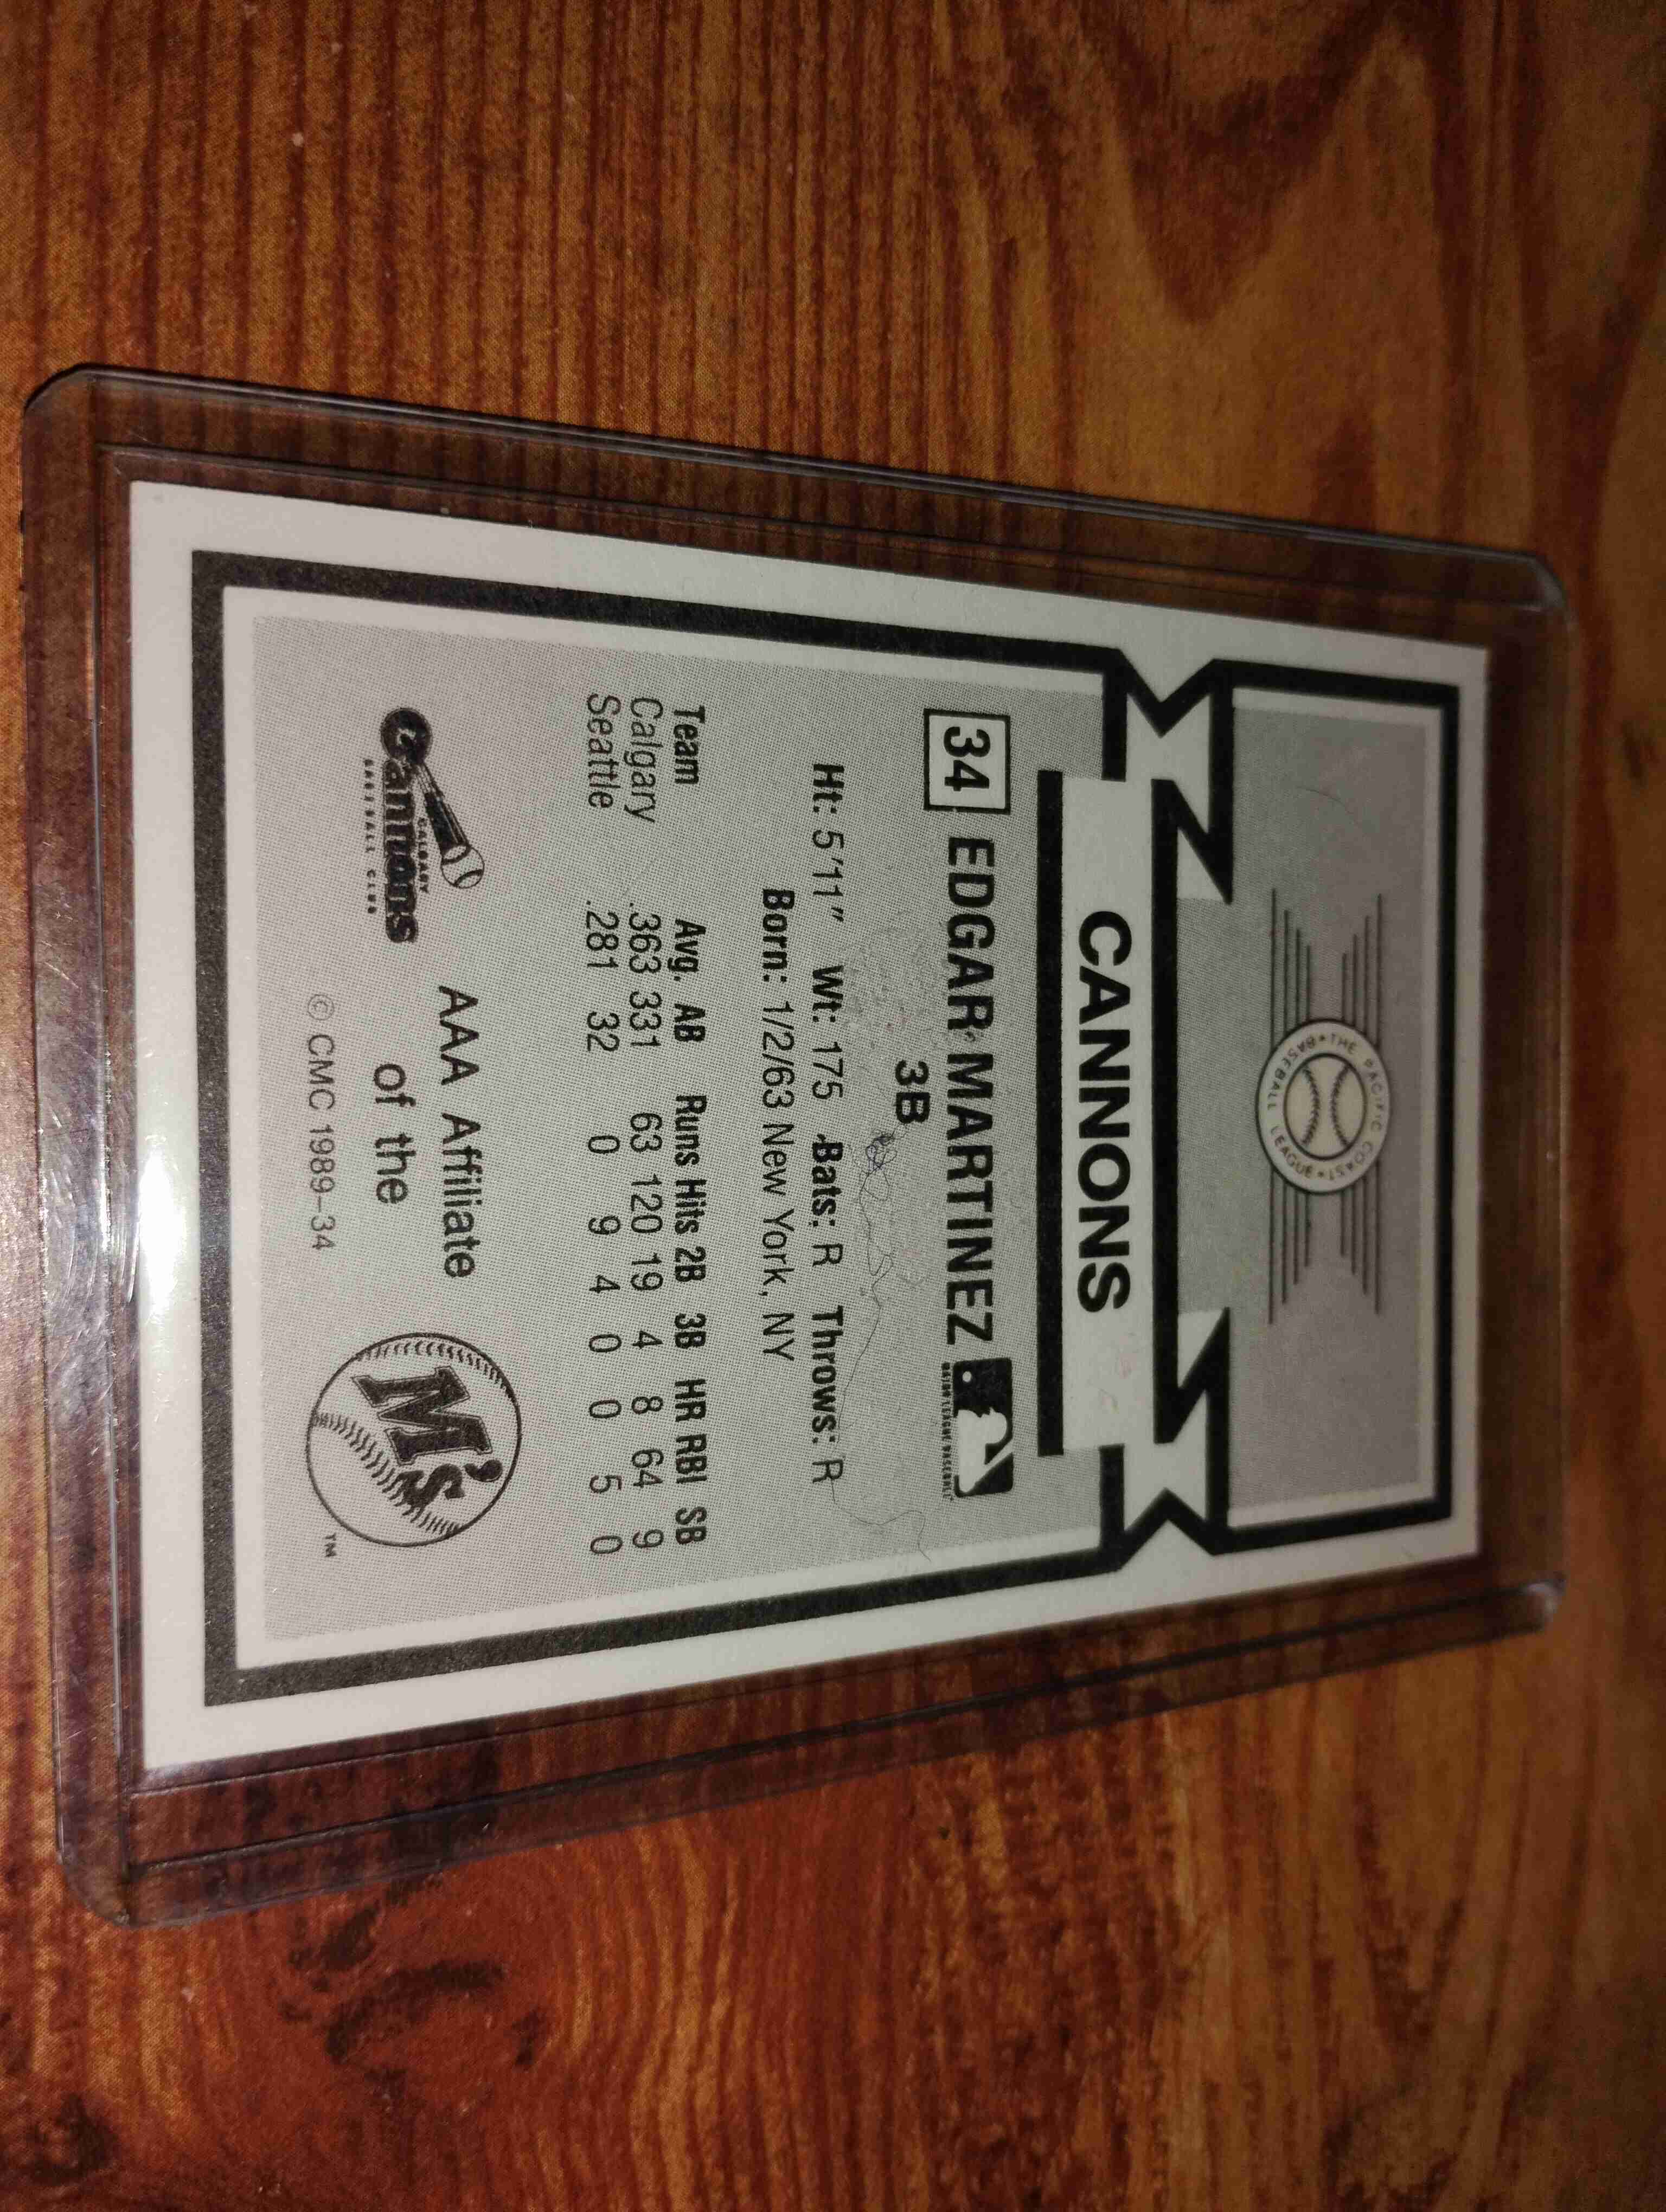 THE PACIFIC COAST
BASEBALL LEAGUE
CANNONS
34 EDGAR MARTINEZ
MAJOR LEAGUE BASEBALL
3B
Ht: 5'11" Wt: 175 Bats: R Throws: R
Born: 1/2/63 New York, NY
Team Avg. AB Runs Hits 2B 3B HR RBI SB
Calgary .363 331 63 120 19 4 8 64 9
Seattle .281 32 0 9 4 0 0 5 0
CALGARY
Cannons
BASEBALL CLUB
AAA Affiliate
of the
M's
TM
© CMC 1989-34